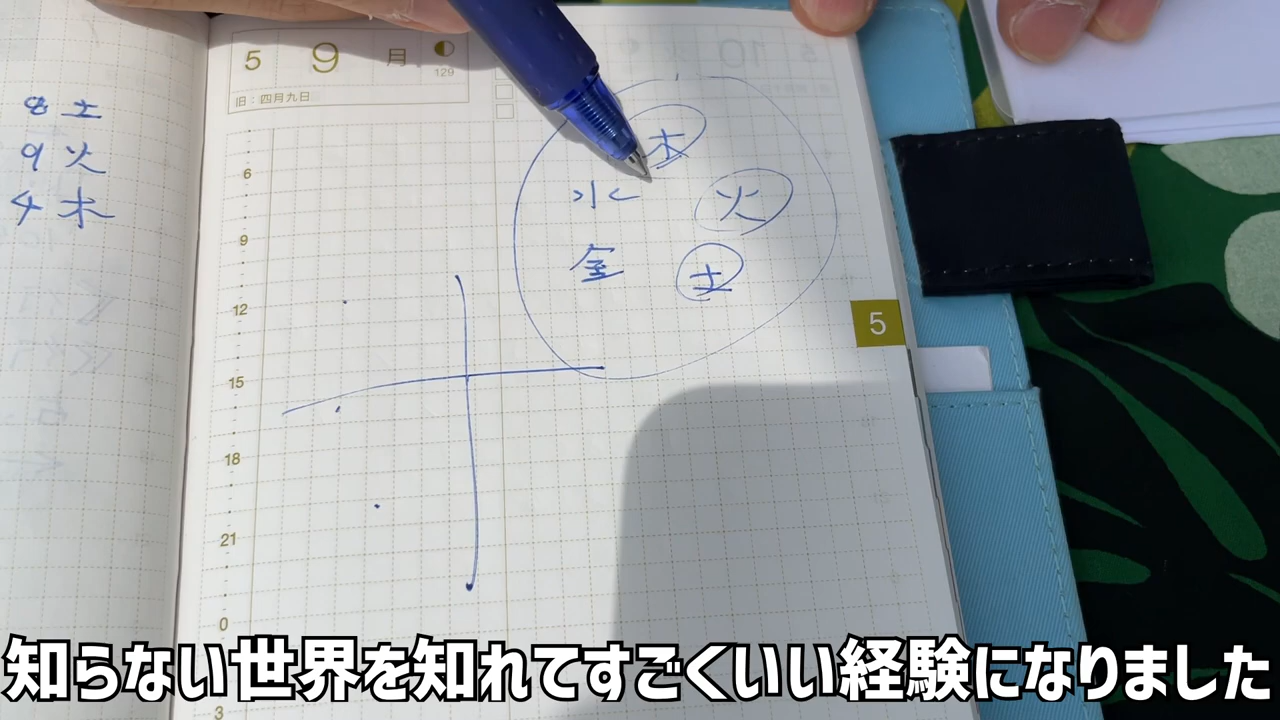 8 土
9 火
4 木
5 9 月
129
旧：四月九日
木
水 火
金 土
6
9
12
15
18
21
0
3
5
知らない世界を知れてすごくいい経験になりました